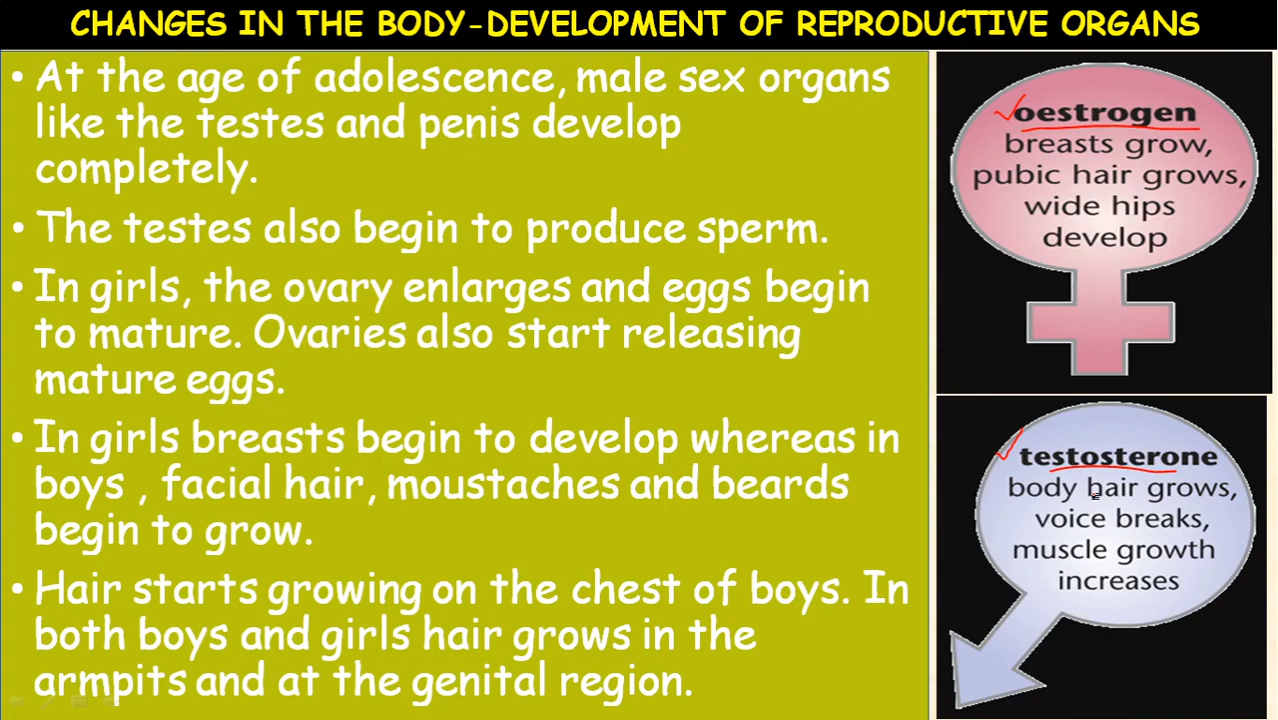 CHANGES IN THE BODY-DEVELOPMENT OF REPRODUCTIVE ORGANS
• At the age of adolescence, male sex organs
like the testes and penis develop
completely.
• The testes also begin to produce sperm.
• In girls, the ovary enlarges and eggs begin
to mature. Ovaries also start releasing
mature eggs.
• In girls breasts begin to develop whereas in
boys , facial hair, moustaches and beards
begin to grow.
• Hair starts growing on the chest of boys. In
both boys and girls hair grows in the
armpits and at the genital region.
oestrogen
breasts grow,
pubic hair grows,
wide hips
develop
testosterone
body hair grows,
voice breaks,
muscle growth
increases